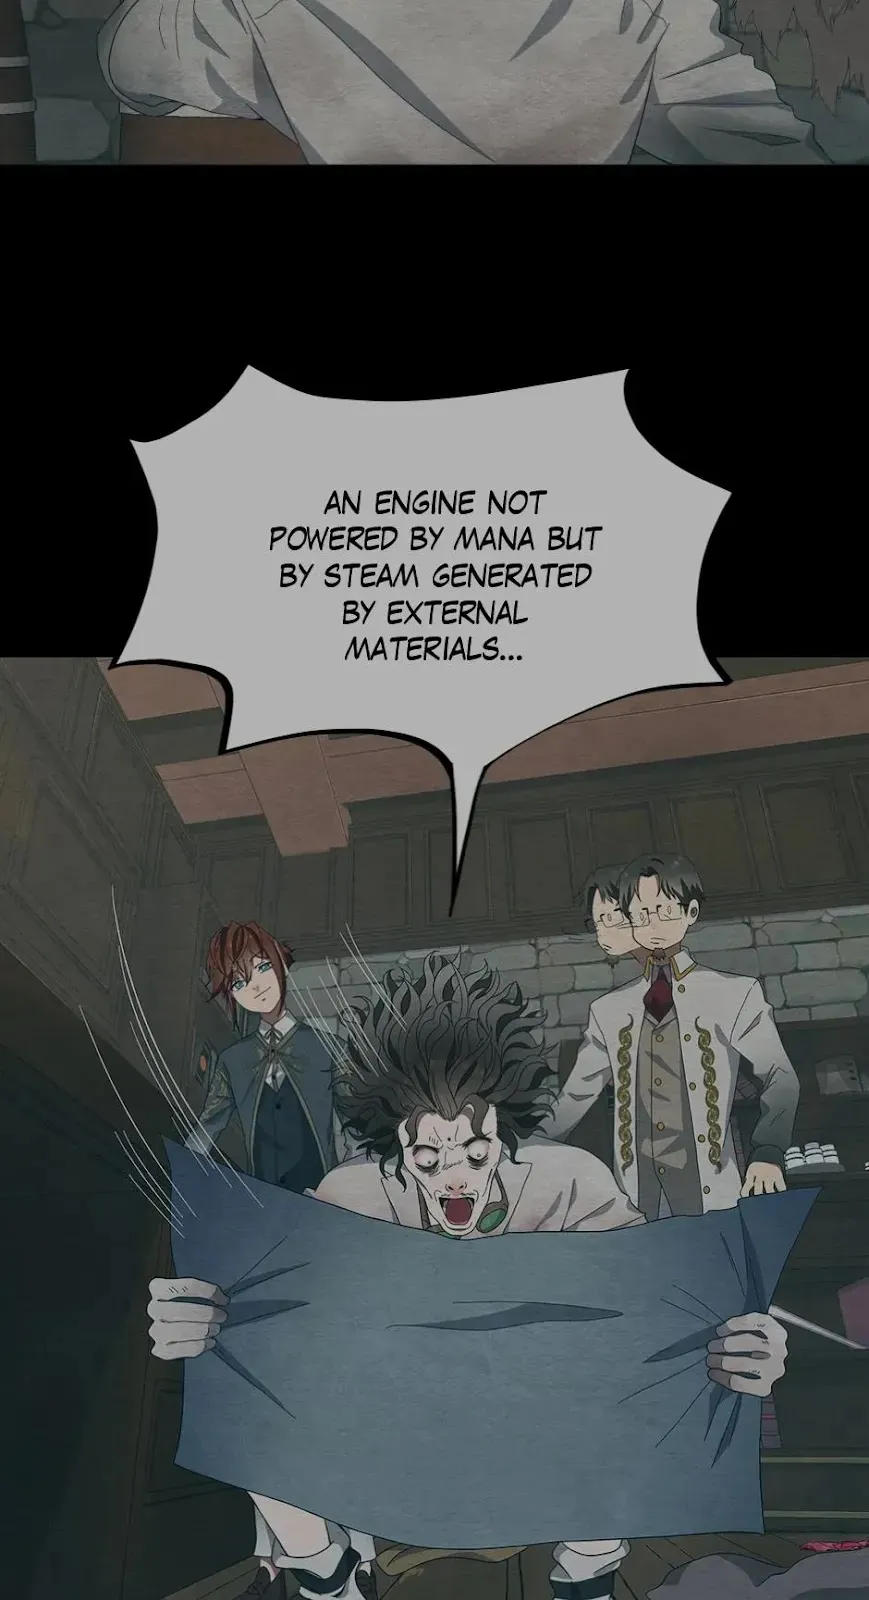 AN ENGINE NOT
POWERED BY MANA BUT
BY STEAM GENERATED
BY EXTERNAL
MATERIALS...